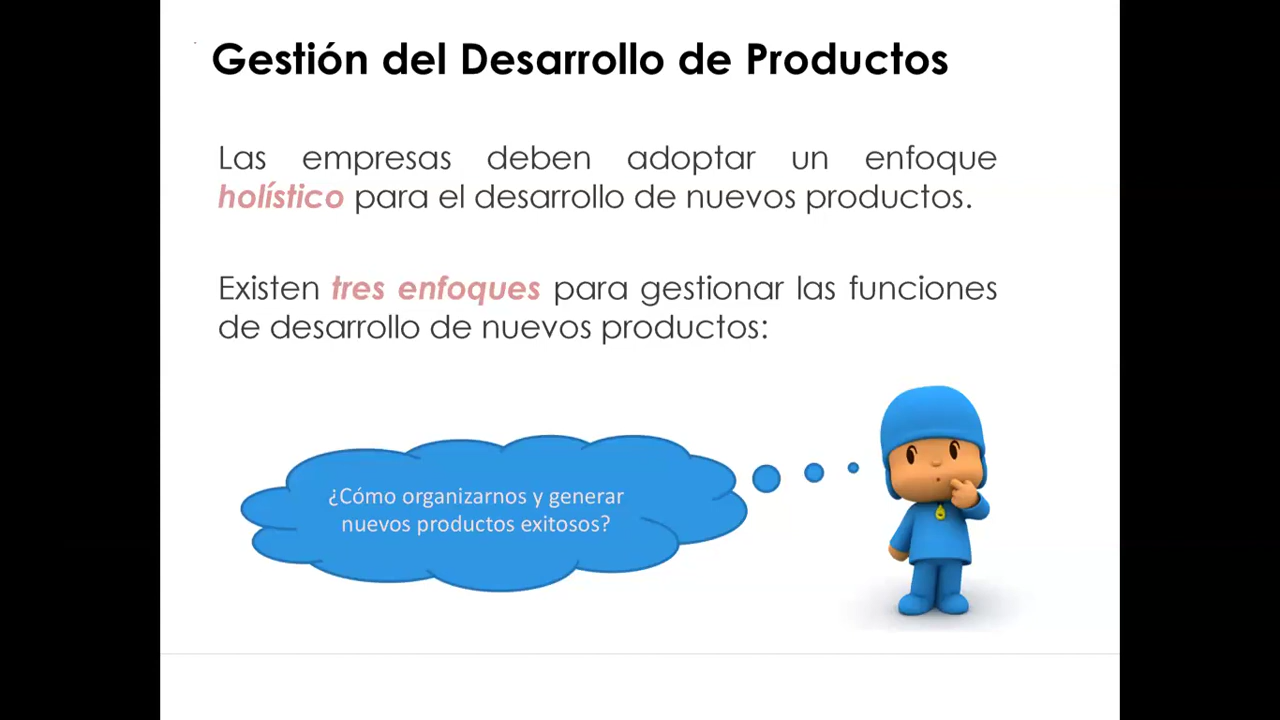 Gestión del Desarrollo de Productos
Las empresas deben adoptar un enfoque
holístico para el desarrollo de nuevos productos.
Existen tres enfoques para gestionar las funciones
de desarrollo de nuevos productos:
¿Cómo organizarnos y generar
nuevos productos exitosos?